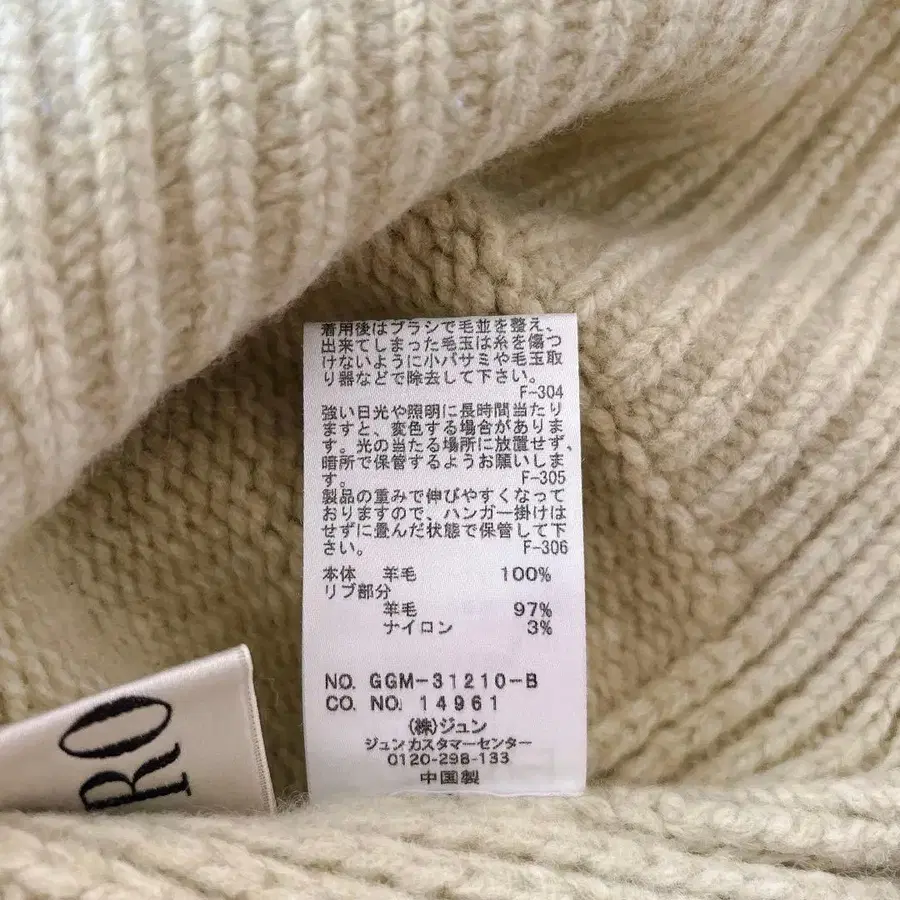 着用後はブラシで毛並を整え、
出来てしまった毛玉は糸を傷つ
けないように小バサミや毛玉取
り器などで除去して下さい。
F-304
強い日光や照明に長時間当たり
ますと、変色する場合がありま
す。光の当たる場所に放置せず、
暗所で保管するようお願いしま
す。 F-305
製品の重みで伸びやすくなって
おりますので、ハンガー掛けは
せずに畳んだ状態で保管して下
さい。 F-306
本体 羊毛 100%
リブ部分
羊毛 97%
ナイロン 3%
NO. GGM-31210-B
CO. NO. 14961
(株)ジュン
ジュンカスタマーセンター
0120-298-133
中国製
RO